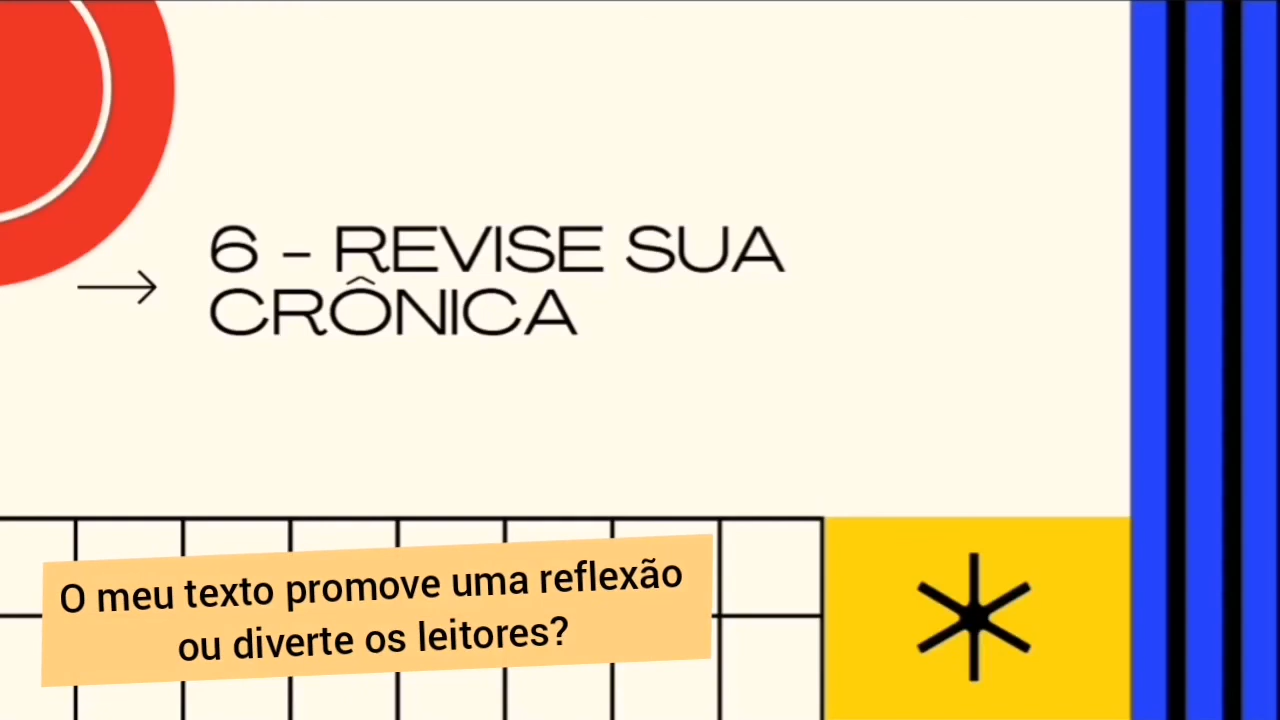 6 - REVISE SUA
CRÔNICA
O meu texto promove uma reflexão
ou diverte os leitores?